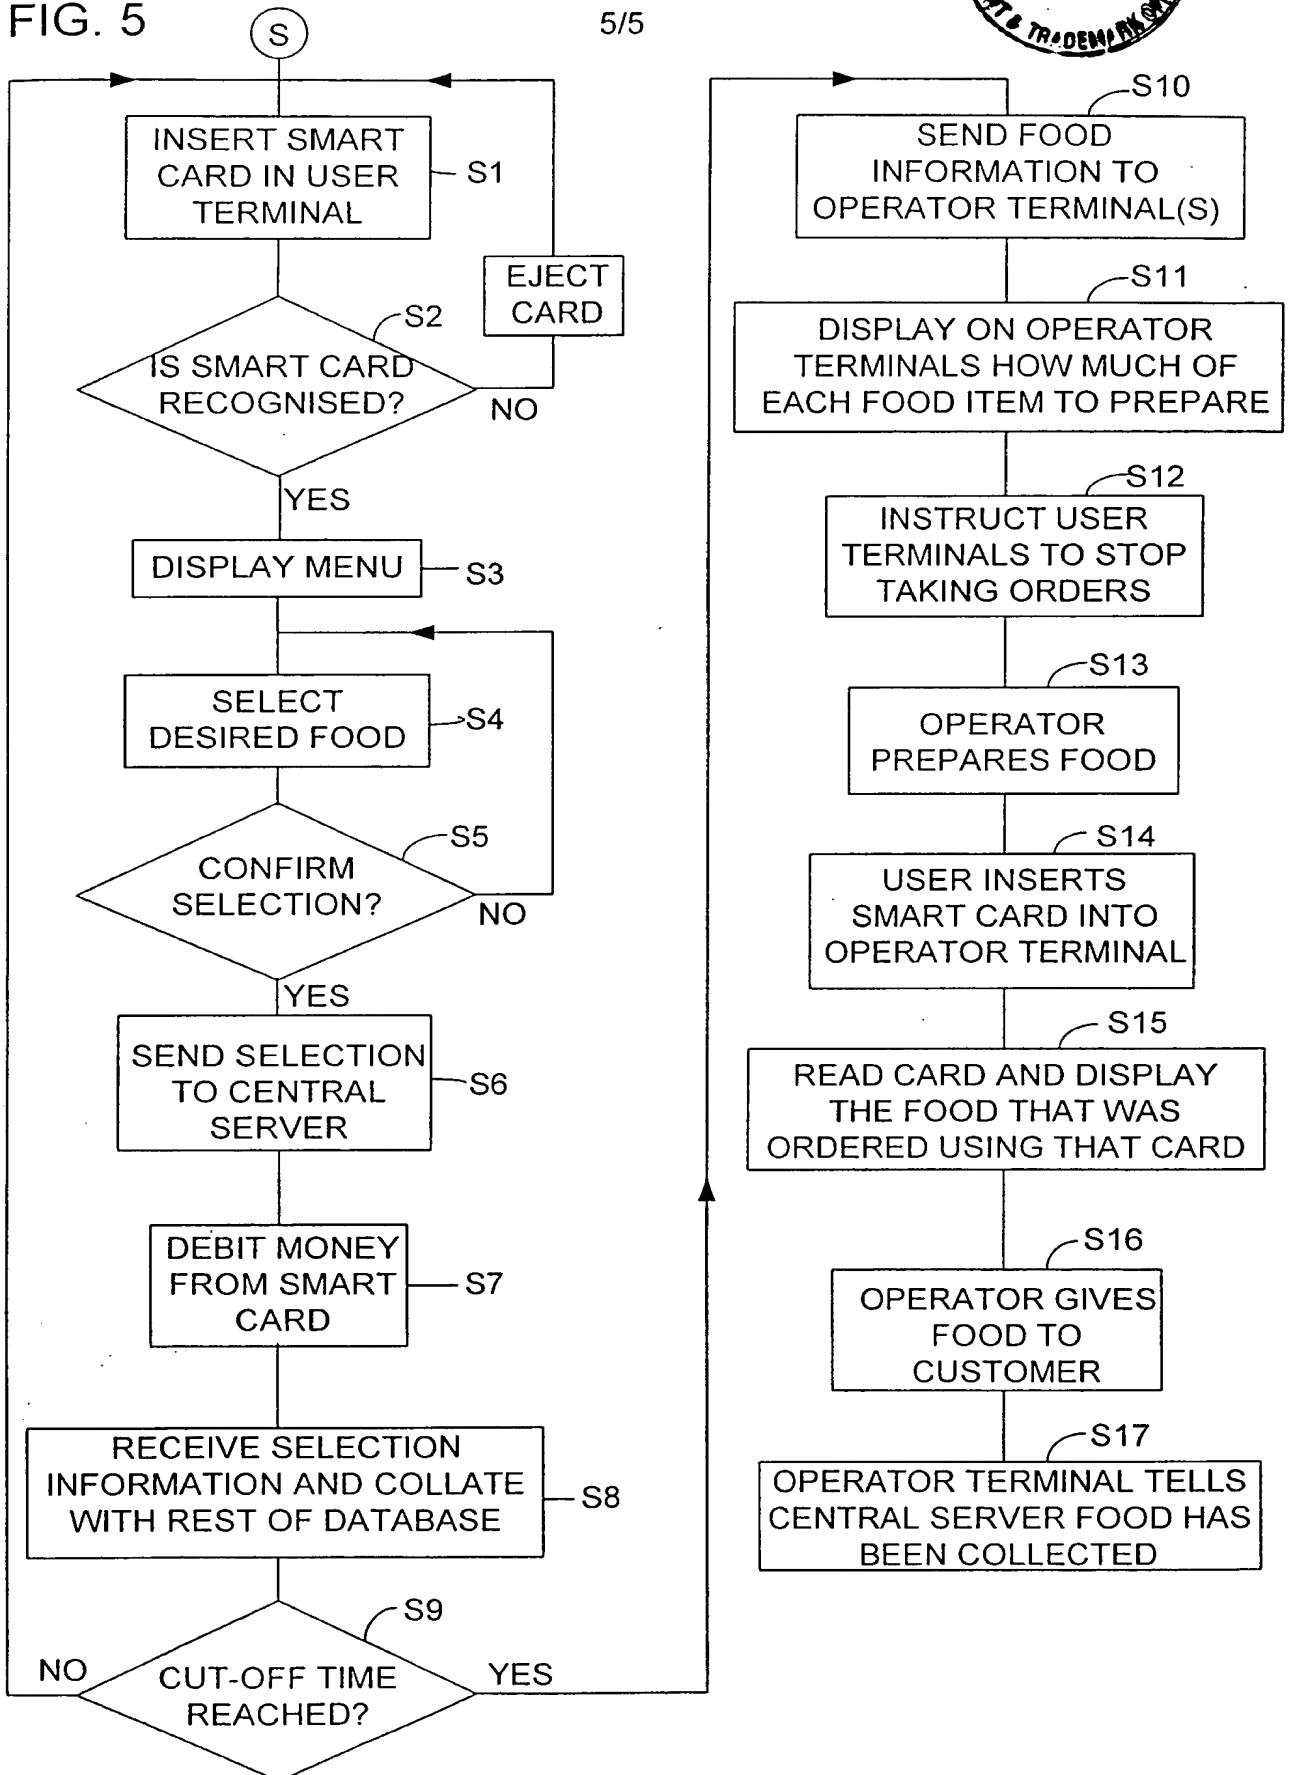 FIG. 5
5/5
T & TRADEMARK
S
INSERT SMART
CARD IN USER
TERMINAL
S1
EJECT
CARD
S2
IS SMART CARD
RECOGNISED?
NO
YES
DISPLAY MENU
S3
SELECT
DESIRED FOOD
S4
S5
CONFIRM
SELECTION?
NO
YES
SEND SELECTION
TO CENTRAL
SERVER
S6
DEBIT MONEY
FROM SMART
CARD
S7
RECEIVE SELECTION
INFORMATION AND COLLATE
WITH REST OF DATABASE
S8
S9
NO
CUT-OFF TIME
REACHED?
YES
S10
SEND FOOD
INFORMATION TO
OPERATOR TERMINAL(S)
S11
DISPLAY ON OPERATOR
TERMINALS HOW MUCH OF
EACH FOOD ITEM TO PREPARE
S12
INSTRUCT USER
TERMINALS TO STOP
TAKING ORDERS
S13
OPERATOR
PREPARES FOOD
S14
USER INSERTS
SMART CARD INTO
OPERATOR TERMINAL
S15
READ CARD AND DISPLAY
THE FOOD THAT WAS
ORDERED USING THAT CARD
S16
OPERATOR GIVES
FOOD TO
CUSTOMER
S17
OPERATOR TERMINAL TELLS
CENTRAL SERVER FOOD HAS
BEEN COLLECTED